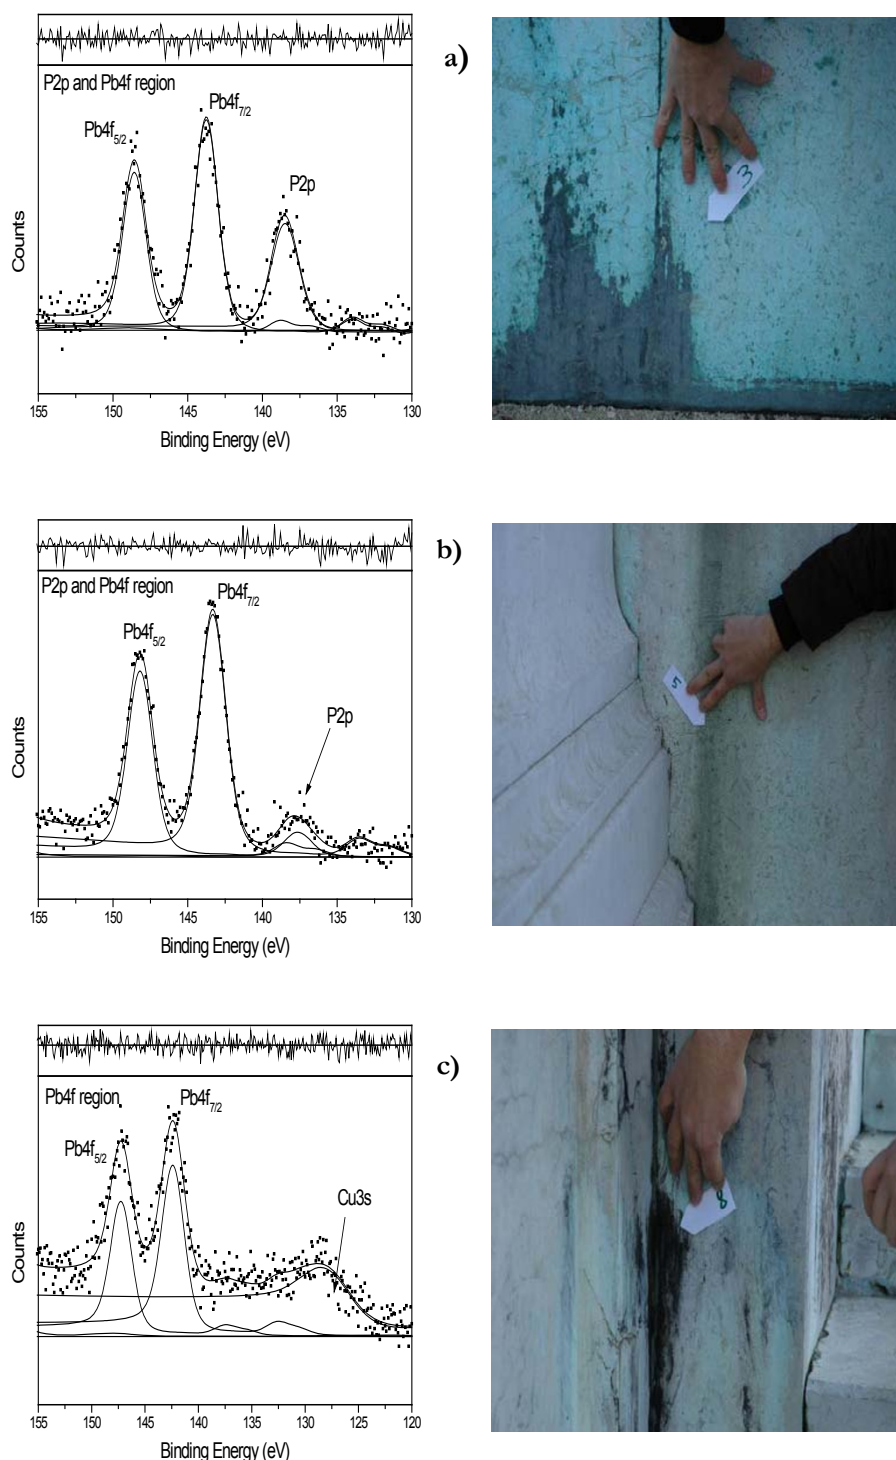 a)
P2p and Pb4f region
Pb4f7/2
Pb4f5/2
P2p
Counts
155 150 145 140 135 130
Binding Energy (eV)
3
b)
P2p and Pb4f region
Pb4f7/2
Pb4f5/2
P2p
Counts
155 150 145 140 135 130
Binding Energy (eV)
5
c)
Pb4f region
Pb4f7/2
Pb4f5/2
Cu3s
Counts
155 150 145 140 135 130 125 120
Binding Energy (eV)
8